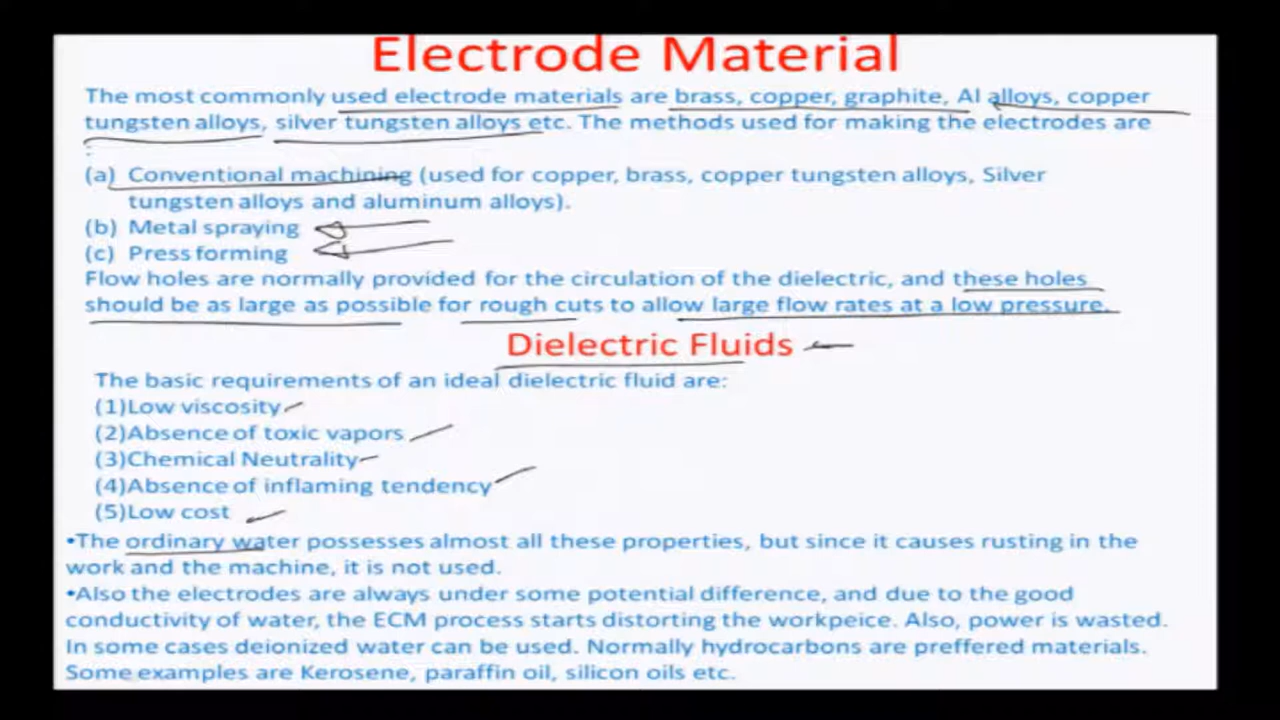 Electrode Material
The most commonly used electrode materials are brass, copper, graphite, Al alloys, copper
tungsten alloys, silver tungsten alloys etc. The methods used for making the electrodes are
:
(a) Conventional machining (used for copper, brass, copper tungsten alloys, Silver
tungsten alloys and aluminum alloys).
(b) Metal spraying
(c) Press forming
Flow holes are normally provided for the circulation of the dielectric, and these holes
should be as large as possible for rough cuts to allow large flow rates at a low pressure.
Dielectric Fluids
The basic requirements of an ideal dielectric fluid are:
(1)Low viscosity
(2)Absence of toxic vapors
(3)Chemical Neutrality
(4)Absence of inflaming tendency
(5)Low cost
•The ordinary water possesses almost all these properties, but since it causes rusting in the
work and the machine, it is not used.
•Also the electrodes are always under some potential difference, and due to the good
conductivity of water, the ECM process starts distorting the workpeice. Also, power is wasted.
In some cases deionized water can be used. Normally hydrocarbons are preffered materials.
Some examples are Kerosene, paraffin oil, silicon oils etc.